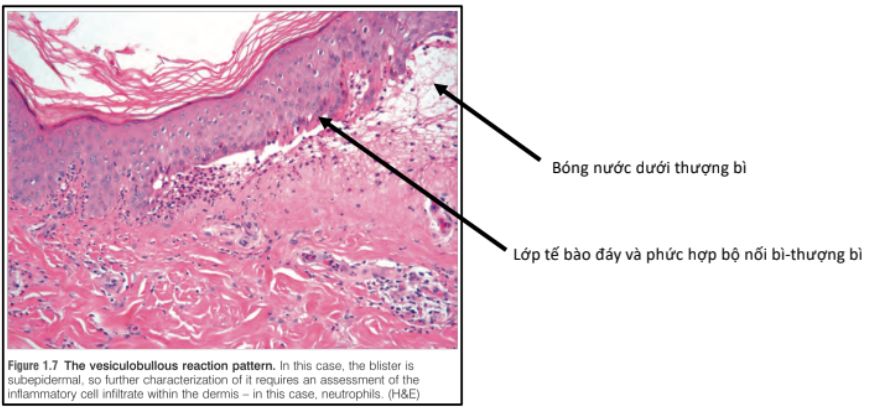 Bóng nước dưới thượng bì
Lớp tế bào đáy và phức hợp bộ nối bì-thượng bì
Figure 1.7 The vesiculobullous reaction pattern. In this case, the blister is
subepidermal, so further characterization of it requires an assessment of the
inflammatory cell infiltrate within the dermis – in this case, neutrophils. (H&E)